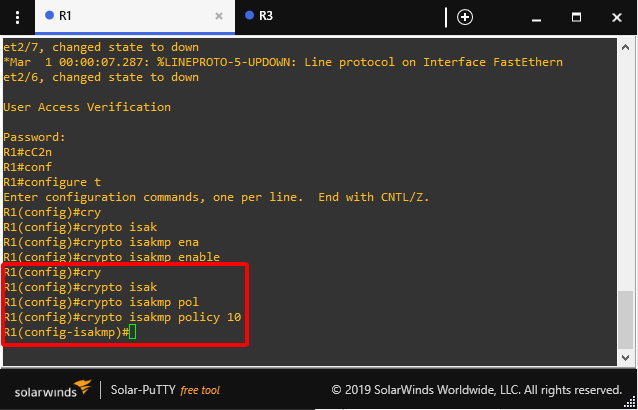 R1
R3
et2/7, changed state to down
*Mar  1 00:00:07.287: %LINEPROTO-5-UPDOWN: Line protocol on Interface FastEthern
et2/6, changed state to down
User Access Verification
Password:
R1#cC2n
R1#conf
R1#configure t
Enter configuration commands, one per line.  End with CNTL/Z.
R1(config)#cry
R1(config)#crypto isak
R1(config)#crypto isakmp ena
R1(config)#crypto isakmp enable
R1(config)#cry
R1(config)#crypto isak
R1(config)#crypto isakmp pol
R1(config)#crypto isakmp policy 10
R1(config-isakmp)#
solarwinds
Solar-PuTTY free tool
© 2019 SolarWinds Worldwide, LLC. All rights reserved.